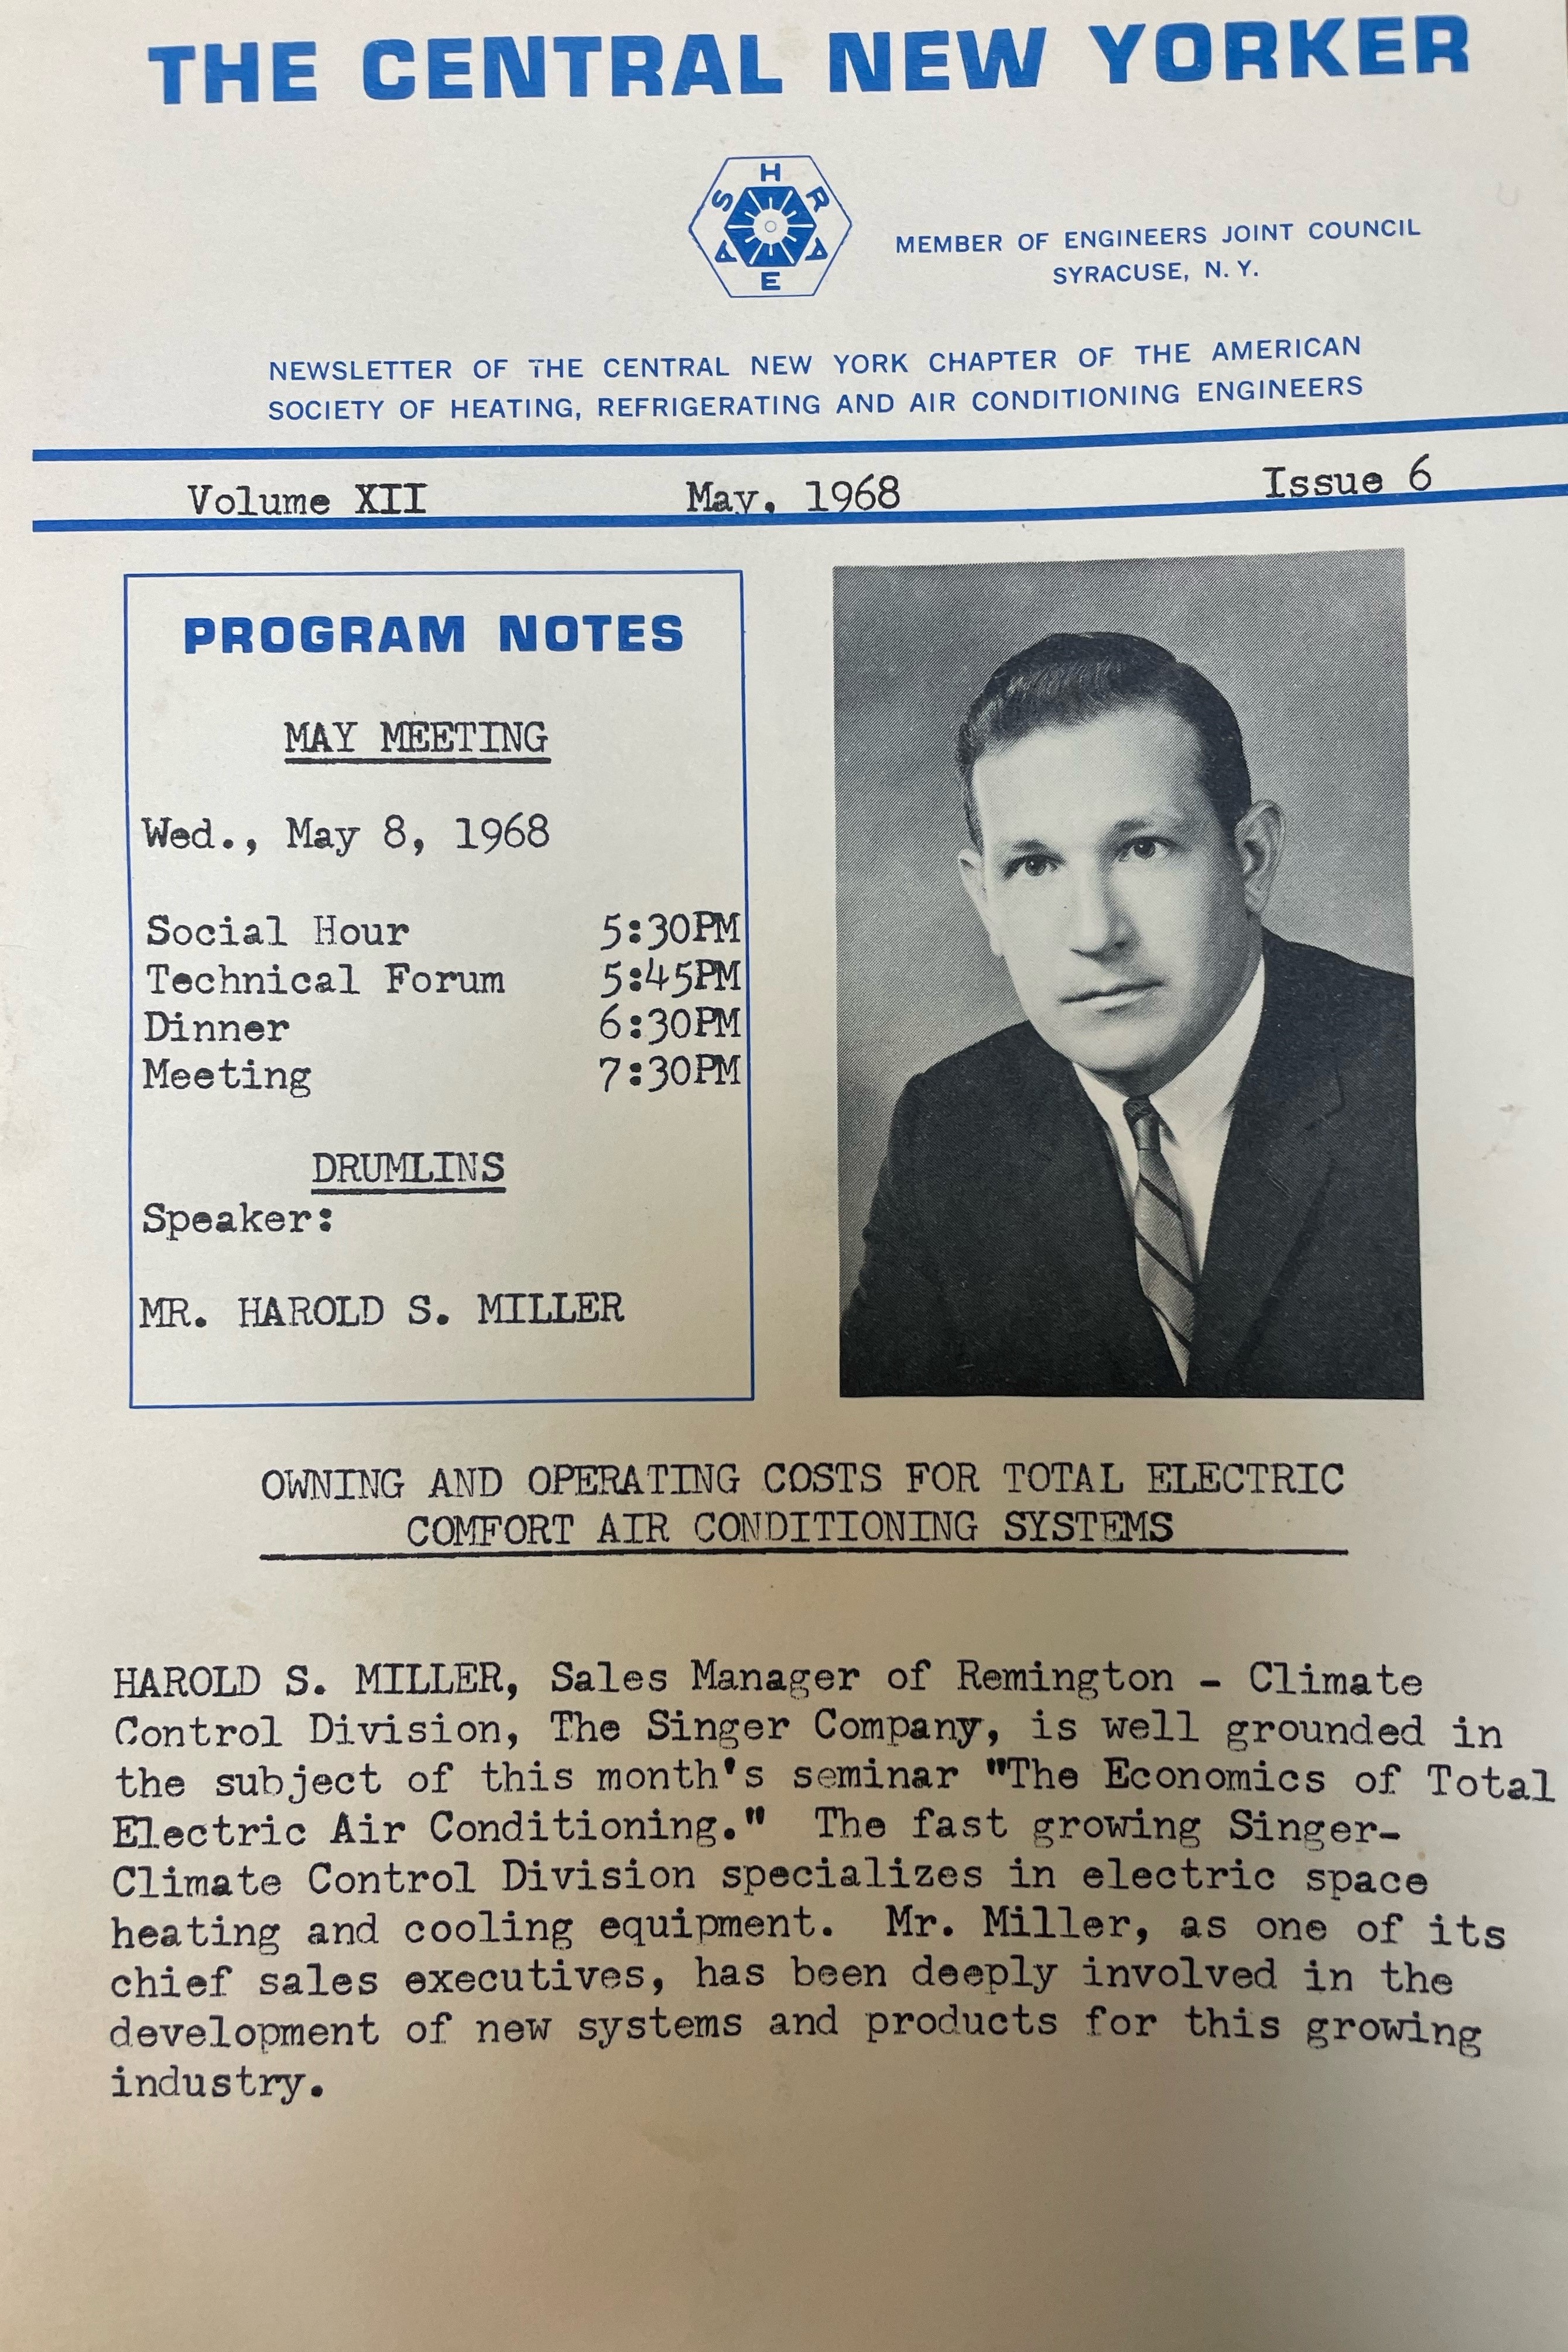 THE CENTRAL NEW YORKER
ASHRAE
MEMBER OF ENGINEERS JOINT COUNCIL
SYRACUSE, N. Y.
NEWSLETTER OF THE CENTRAL NEW YORK CHAPTER OF THE AMERICAN
SOCIETY OF HEATING, REFRIGERATING AND AIR CONDITIONING ENGINEERS
Volume XII May, 1968 Issue 6
PROGRAM NOTES
MAY MEETING
Wed., May 8, 1968
Social Hour 5:30PM
Technical Forum 5:45PM
Dinner 6:30PM
Meeting 7:30PM
DRUMLINS
Speaker:
MR. HAROLD S. MILLER
OWNING AND OPERATING COSTS FOR TOTAL ELECTRIC
COMFORT AIR CONDITIONING SYSTEMS
HAROLD S. MILLER, Sales Manager of Remington - Climate
Control Division, The Singer Company, is well grounded in
the subject of this month's seminar "The Economics of Total
Electric Air Conditioning." The fast growing Singer-
Climate Control Division specializes in electric space
heating and cooling equipment. Mr. Miller, as one of its
chief sales executives, has been deeply involved in the
development of new systems and products for this growing
industry.